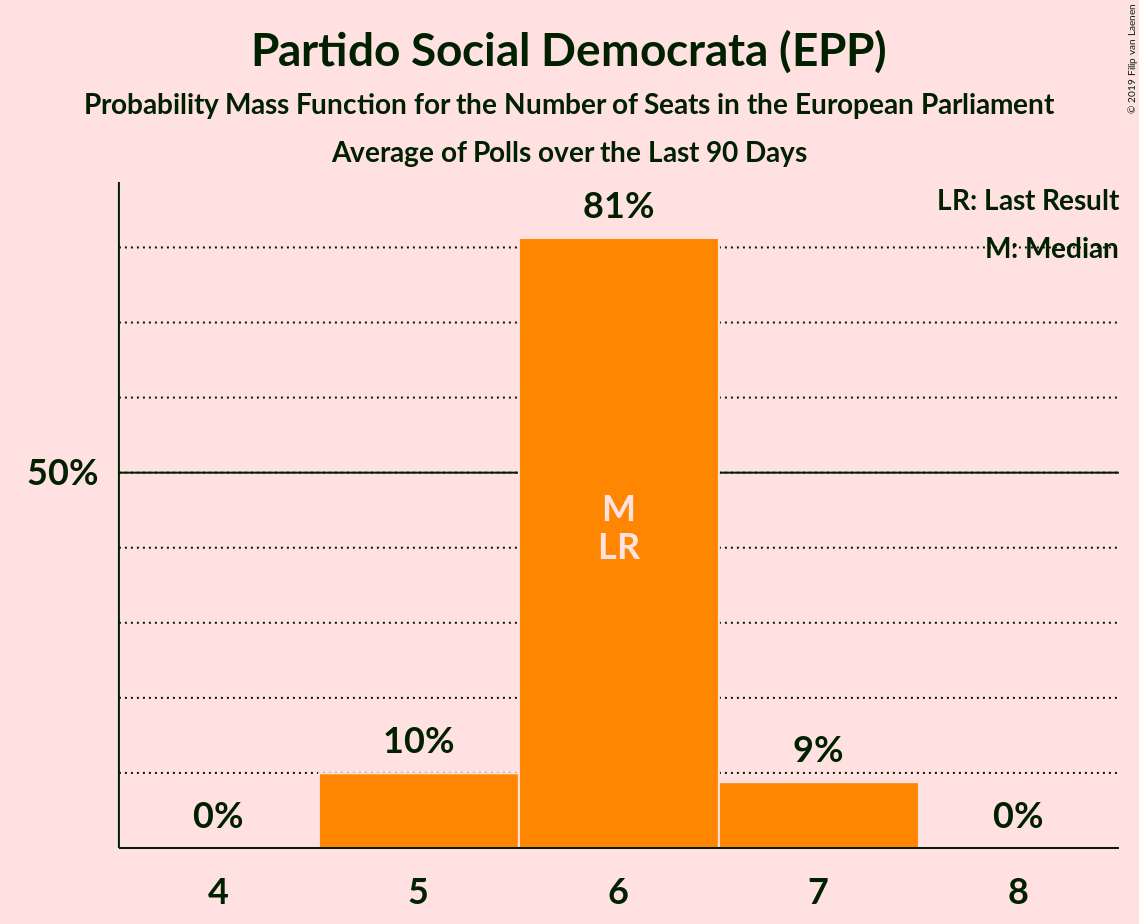 Partido Social Democrata (EPP)
Probability Mass Function for the Number of Seats in the European Parliament
Average of Polls over the Last 90 Days
© 2019 Filip van Laenen
LR: Last Result
M: Median
81%
50%
M
LR
10%
9%
0%
0%
4 5 6 7 8